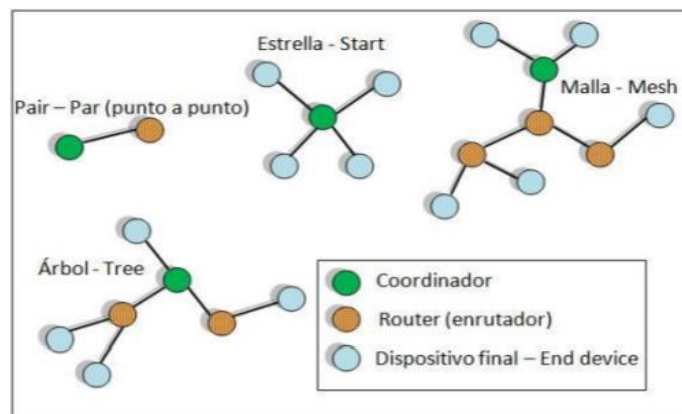 Estrella - Start
Pair – Par (punto a punto)
Malla - Mesh
Árbol - Tree
Coordinador
Router (enrutador)
Dispositivo final – End device